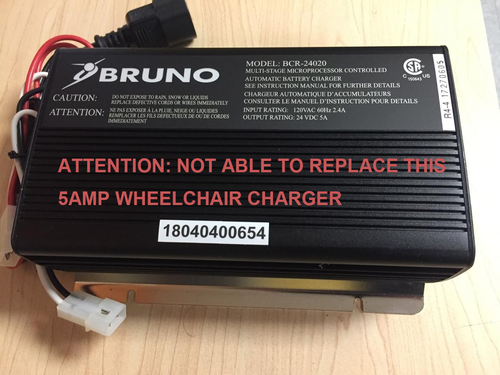 BRUNO
MODEL: BCR-24020
MULTI-STAGE MICROPROCESSOR CONTROLLED
AUTOMATIC BATTERY CHARGER
SEE INSTRUCTION MANUAL FOR FURTHER DETAILS
CHARGEUR AUTOMATIQUE D'ACCUMULATEURS
CONSULTER LE MANUEL D'INSTRUCTION POUR DETAILS
INPUT RATING: 120VAC 60Hz 2.4A
OUTPUT RATING: 24 VDC 5A
CAUTION: DO NOT EXPOSE TO RAIN, SNOW OR LIQUIDS
REPLACE DEFECTIVE CORDS OR WIRES IMMEDIATELY
ATTENTION: NE PAS EXPOSER A LA PLUIE, NEIGE OU LIQUIDES
REMPLACER LES FILS DEFECTUEUX DE OU DE CORDES
IMMEDIATEMENT
C US
R4-4 17270605
ATTENTION: NOT ABLE TO REPLACE THIS
5AMP WHEELCHAIR CHARGER
18040400654